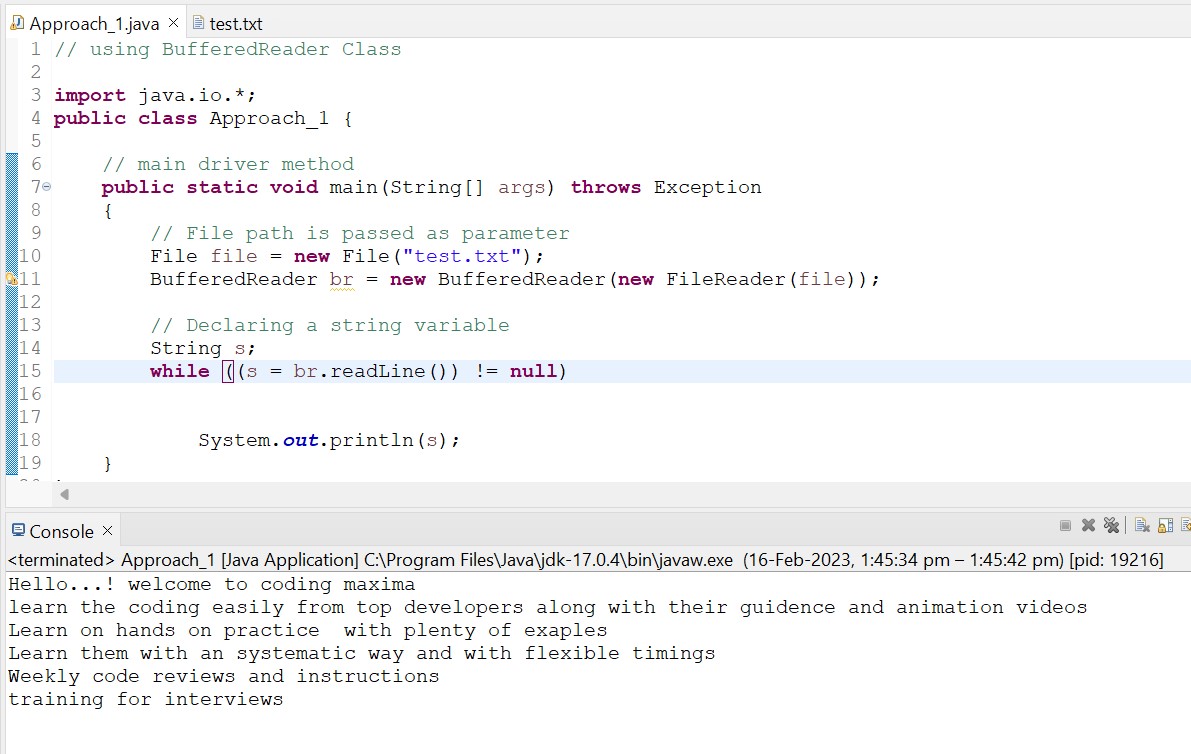 Approach_1.java
test.txt
1 // using BufferedReader Class
2
3 import java.io.*;
4 public class Approach_1 {
5
6     // main driver method
7     public static void main(String[] args) throws Exception
8     {
9         // File path is passed as parameter
10         File file = new File("test.txt");
11         BufferedReader br = new BufferedReader(new FileReader(file));
12
13         // Declaring a string variable
14         String s;
15         while ((s = br.readLine()) != null)
16
17
18             System.out.println(s);
19     }
Console
<terminated> Approach_1 [Java Application] C:\Program Files\Java\jdk-17.0.4\bin\javaw.exe (16-Feb-2023, 1:45:34 pm – 1:45:42 pm) [pid: 19216]
Hello...! welcome to coding maxima
learn the coding easily from top developers along with their guidence and animation videos
Learn on hands on practice  with plenty of exaples
Learn them with an systematic way and with flexible timings
Weekly code reviews and instructions
training for interviews